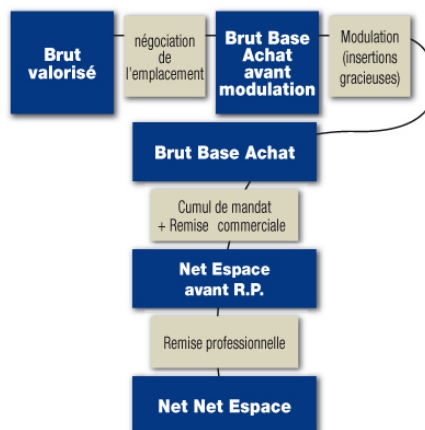 Brut
valorisé
négociation
de
l'emplacement
Brut Base
Achat
avant
modulation
Modulation
(insertions
gracieuses)
Brut Base Achat
Cumul de mandat
+ Remise commerciale
Net Espace
avant R.P.
Remise professionnelle
Net Net Espace